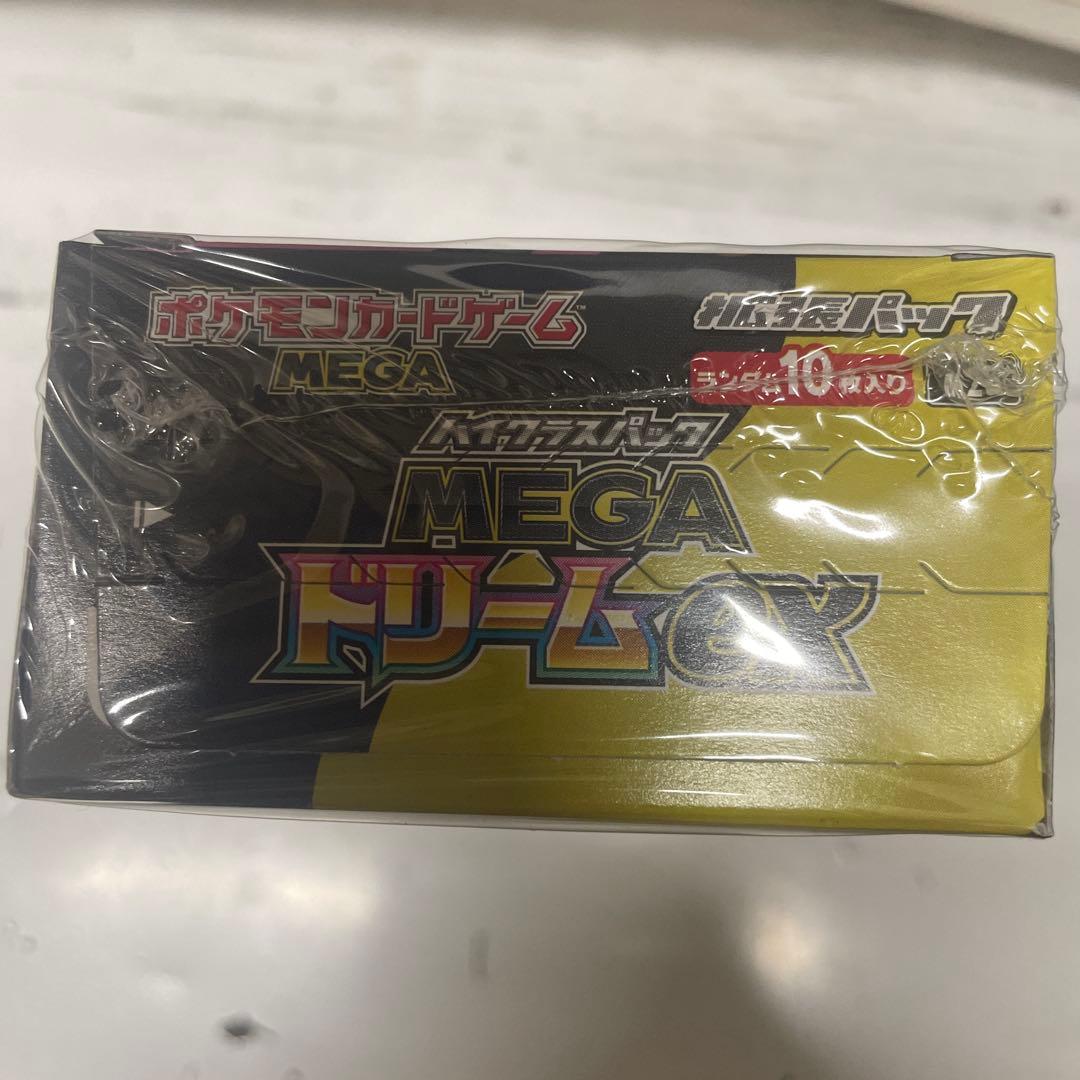 ポケモンカードゲーム™
MEGA
拡張パック
ランダム10枚入り
ハイクラスパック
MEGA
ドリームex